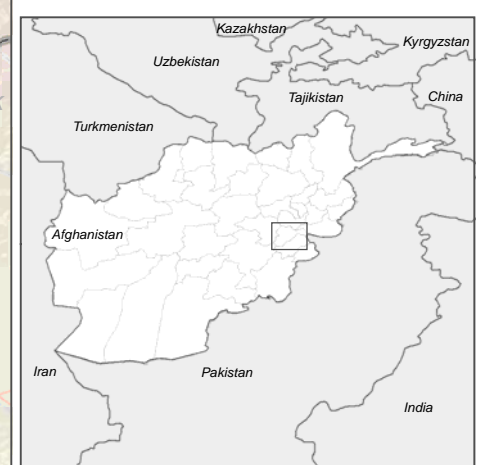 Kazakhstan
Kyrgyzstan
Uzbekistan
Tajikistan
China
Turkmenistan
Afghanistan
Iran
Pakistan
India